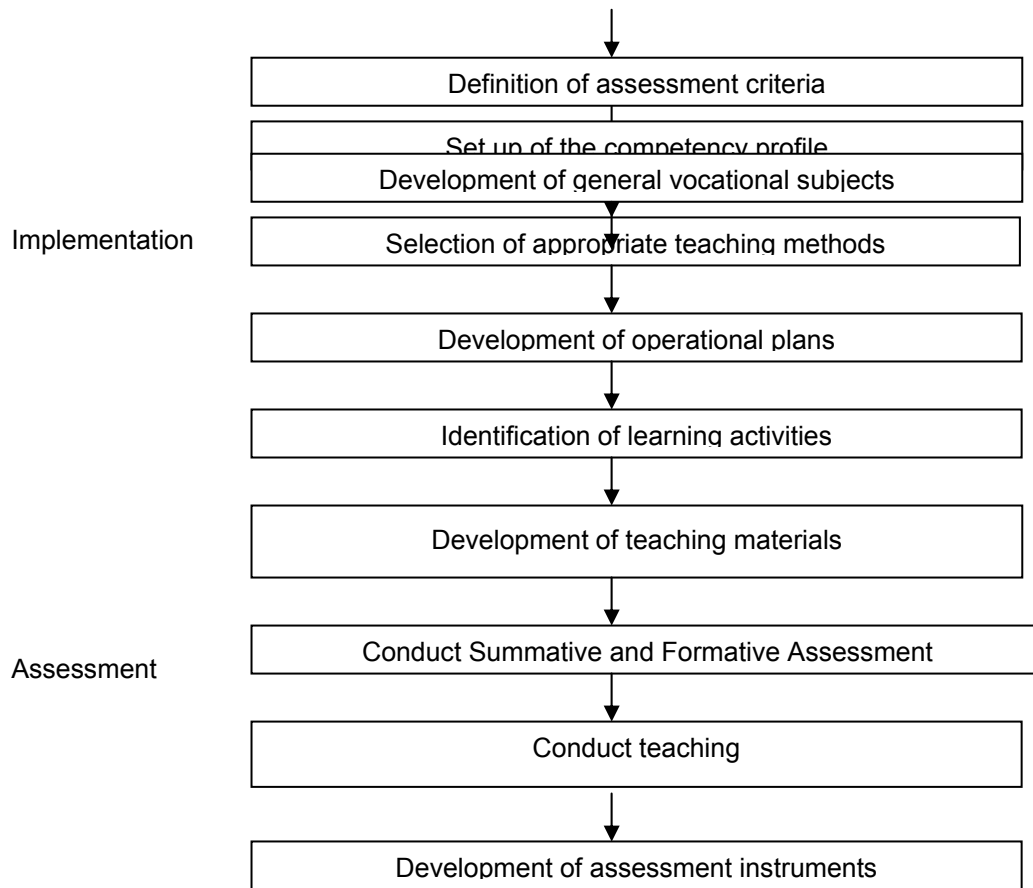 Definition of assessment criteria
Set up of the competency profile
Development of general vocational subjects
Implementation
Selection of appropriate teaching methods
Development of operational plans
Identification of learning activities
Development of teaching materials
Conduct Summative and Formative Assessment
Assessment
Conduct teaching
Development of assessment instruments